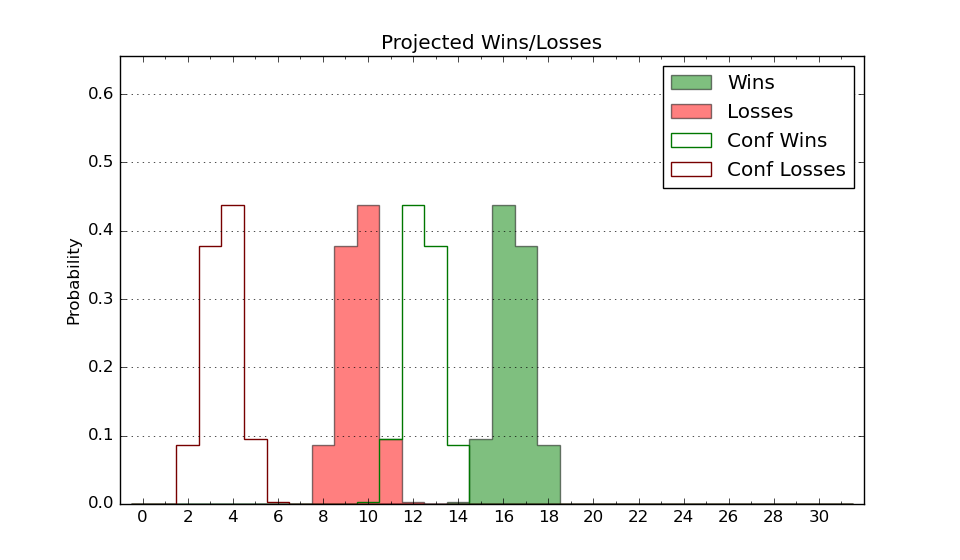 Projected Wins/Losses
Wins
Losses
Conf Wins
Conf Losses
Probability
0.6
0.5
0.4
0.3
0.2
0.1
0.0
0 2 4 6 8 10 12 14 16 18 20 22 24 26 28 30